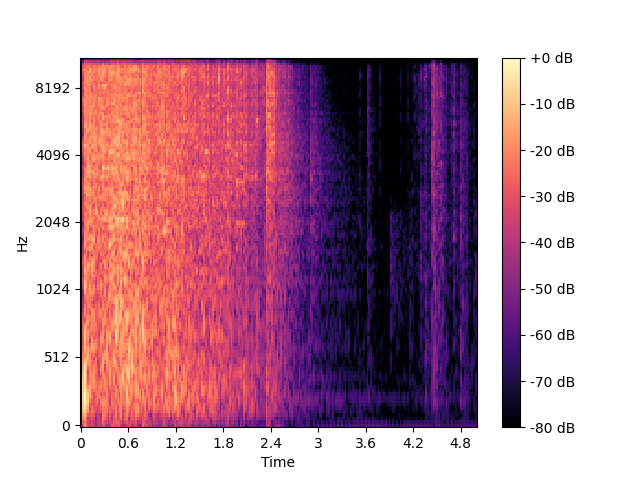 8192
4096
2048
1024
512
0
Hz
0 0.6 1.2 1.8 2.4 3 3.6 4.2 4.8
Time
+0 dB
-10 dB
-20 dB
-30 dB
-40 dB
-50 dB
-60 dB
-70 dB
-80 dB